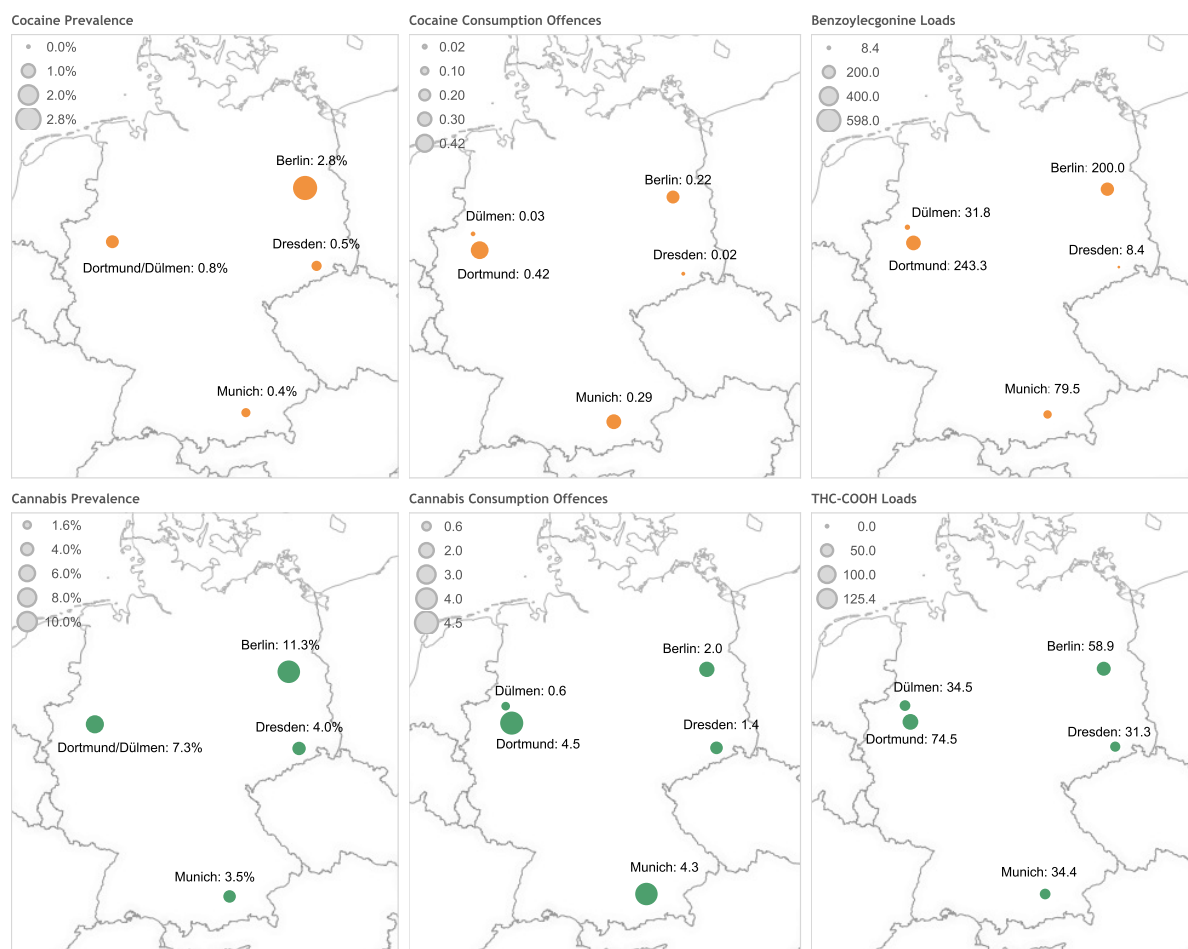 Cocaine Prevalence
0.0%
1.0%
2.0%
2.8%
Berlin: 2.8%
Dresden: 0.5%
Dortmund/Dülmen: 0.8%
Munich: 0.4%
Cocaine Consumption Offences
0.02
0.10
0.20
0.30
0.42
Berlin: 0.22
Dülmen: 0.03
Dresden: 0.02
Dortmund: 0.42
Munich: 0.29
Benzoylecgonine Loads
8.4
200.0
400.0
598.0
Berlin: 200.0
Dülmen: 31.8
Dresden: 8.4
Dortmund: 243.3
Munich: 79.5
Cannabis Prevalence
1.6%
4.0%
6.0%
8.0%
10.0%
Berlin: 11.3%
Dresden: 4.0%
Dortmund/Dülmen: 7.3%
Munich: 3.5%
Cannabis Consumption Offences
0.6
2.0
3.0
4.0
4.5
Berlin: 2.0
Dülmen: 0.6
Dresden: 1.4
Dortmund: 4.5
Munich: 4.3
THC-COOH Loads
0.0
50.0
100.0
125.4
Berlin: 58.9
Dülmen: 34.5
Dresden: 31.3
Dortmund: 74.5
Munich: 34.4